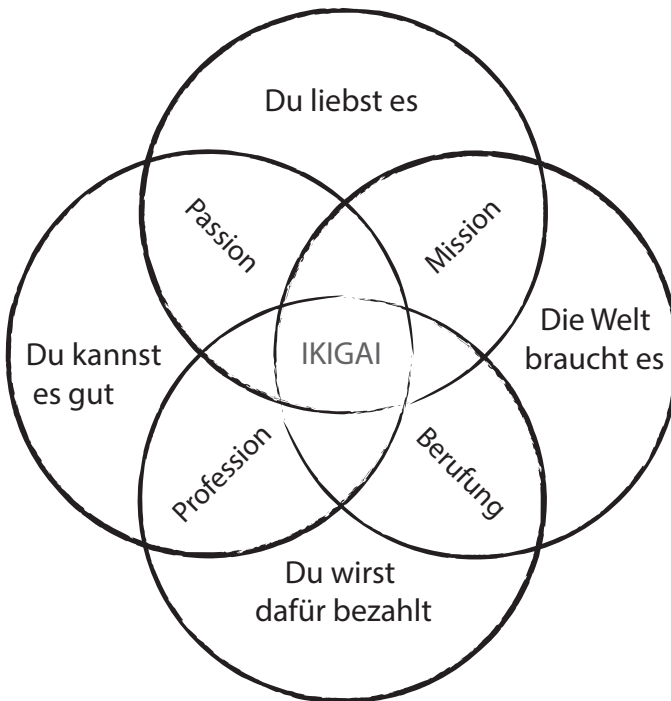 Du liebst es
Passion
Mission
Du kannst
es gut
IKIGAI
Die Welt
braucht es
Profession
Berufung
Du wirst
dafür bezahlt